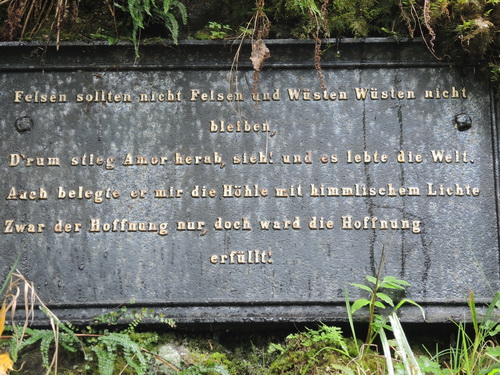 Felsen sollten nicht Felsen und Wüsten Wüsten nicht
bleiben,
D'rum stieg Amor herab, sieh! und es lebte die Welt.
Auch belegte er mir die Höhle mit himmlischem Lichte
Zwar der Hoffnung nur, doch ward die Hoffnung
erfüllt!